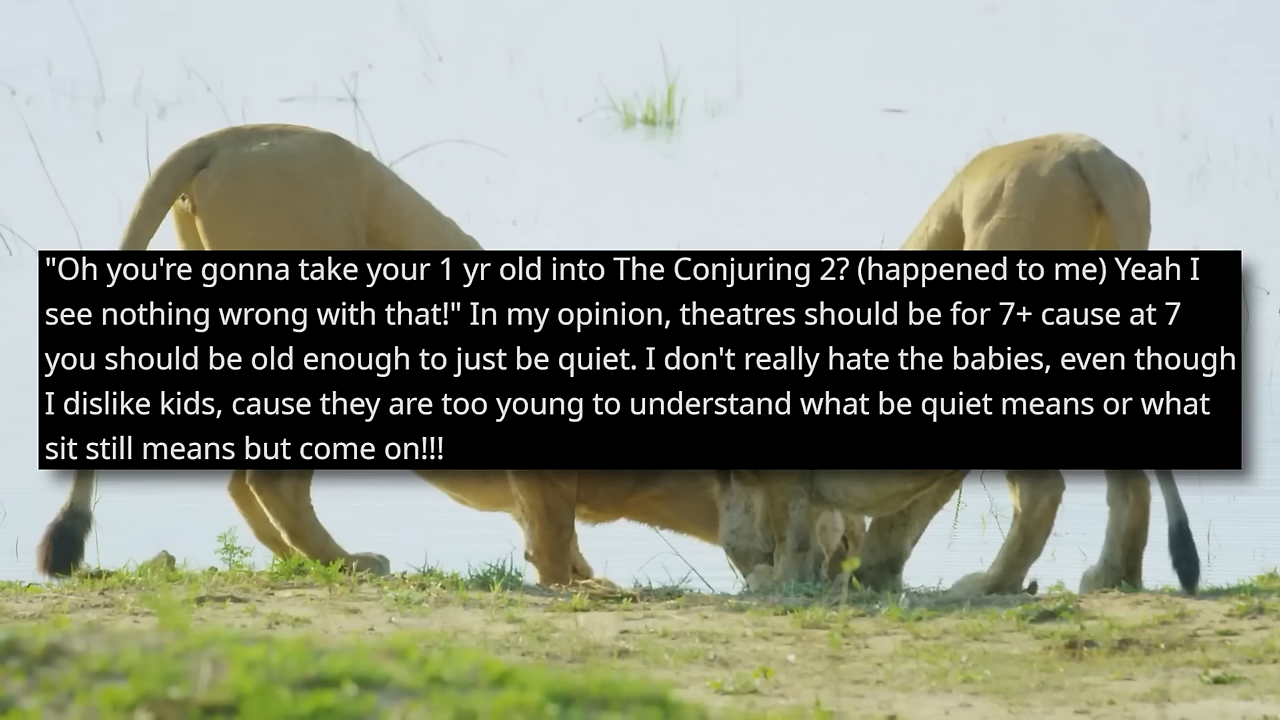 "Oh you're gonna take your 1 yr old into The Conjuring 2? (happened to me) Yeah I
see nothing wrong with that!" In my opinion, theatres should be for 7+ cause at 7
you should be old enough to just be quiet. I don't really hate the babies, even though
I dislike kids, cause they are too young to understand what be quiet means or what
sit still means but come on!!!